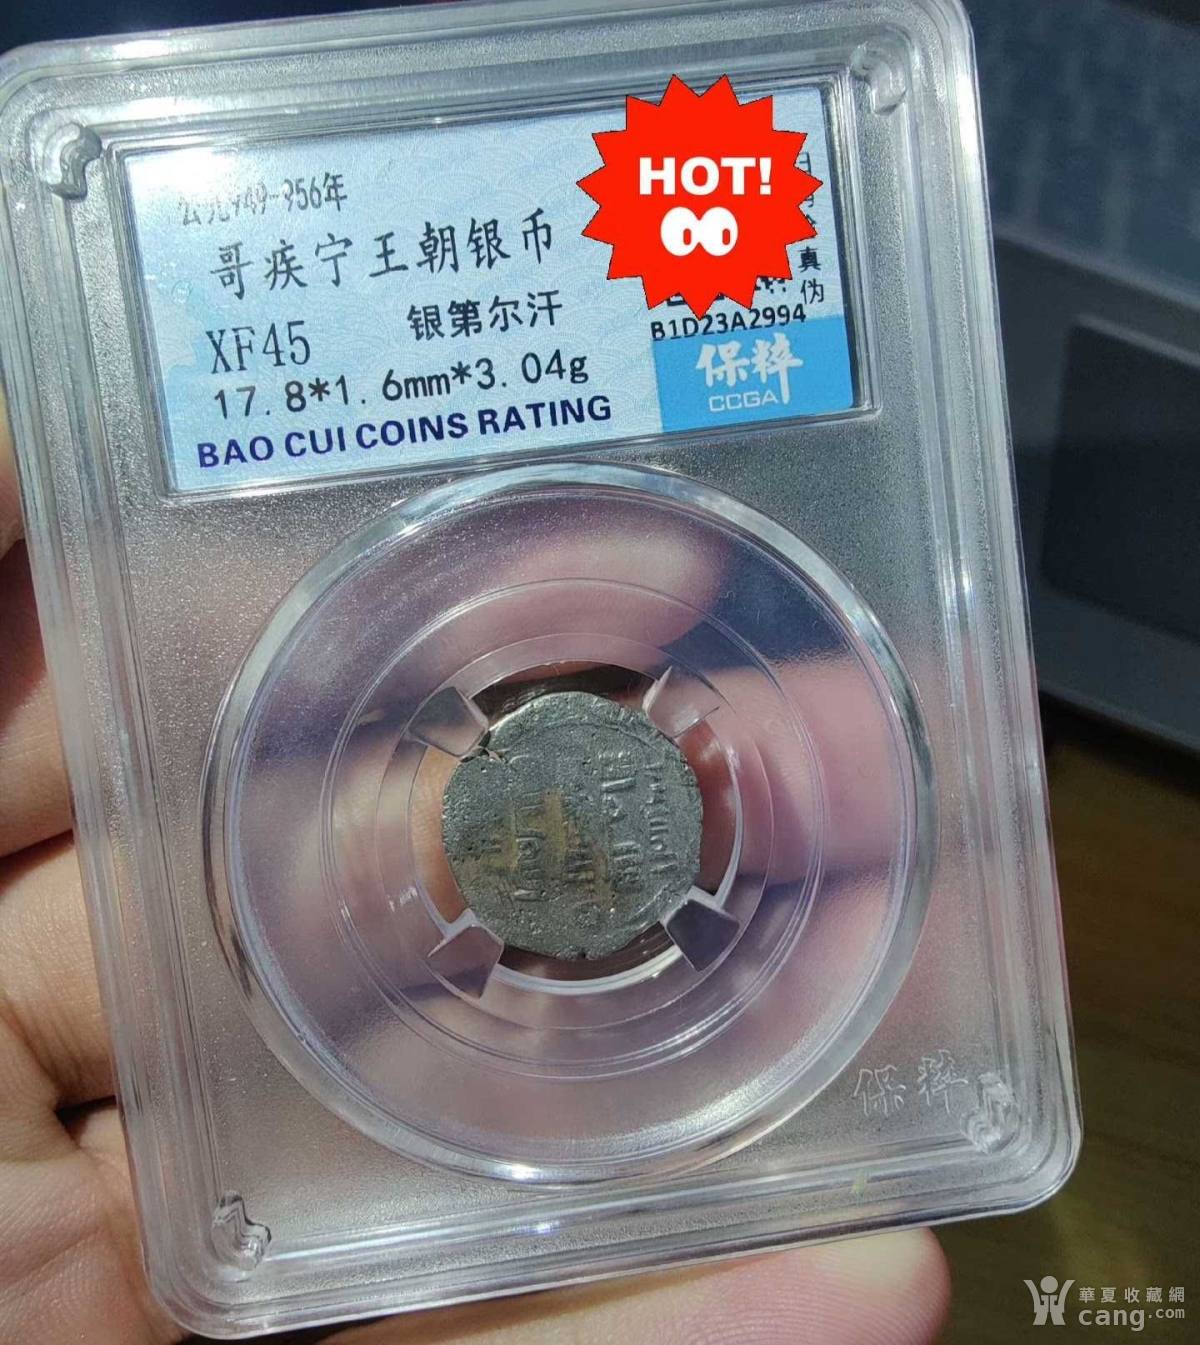 公元949-956年
哥疾宁王朝银币
银第尔汗
XF45
17.8*1.6mm*3.04g
BAO CUI COINS RATING
HOT!
真伪
B1D23A2994
保粹
CCGA
保粹
華夏收藏網
cang.com